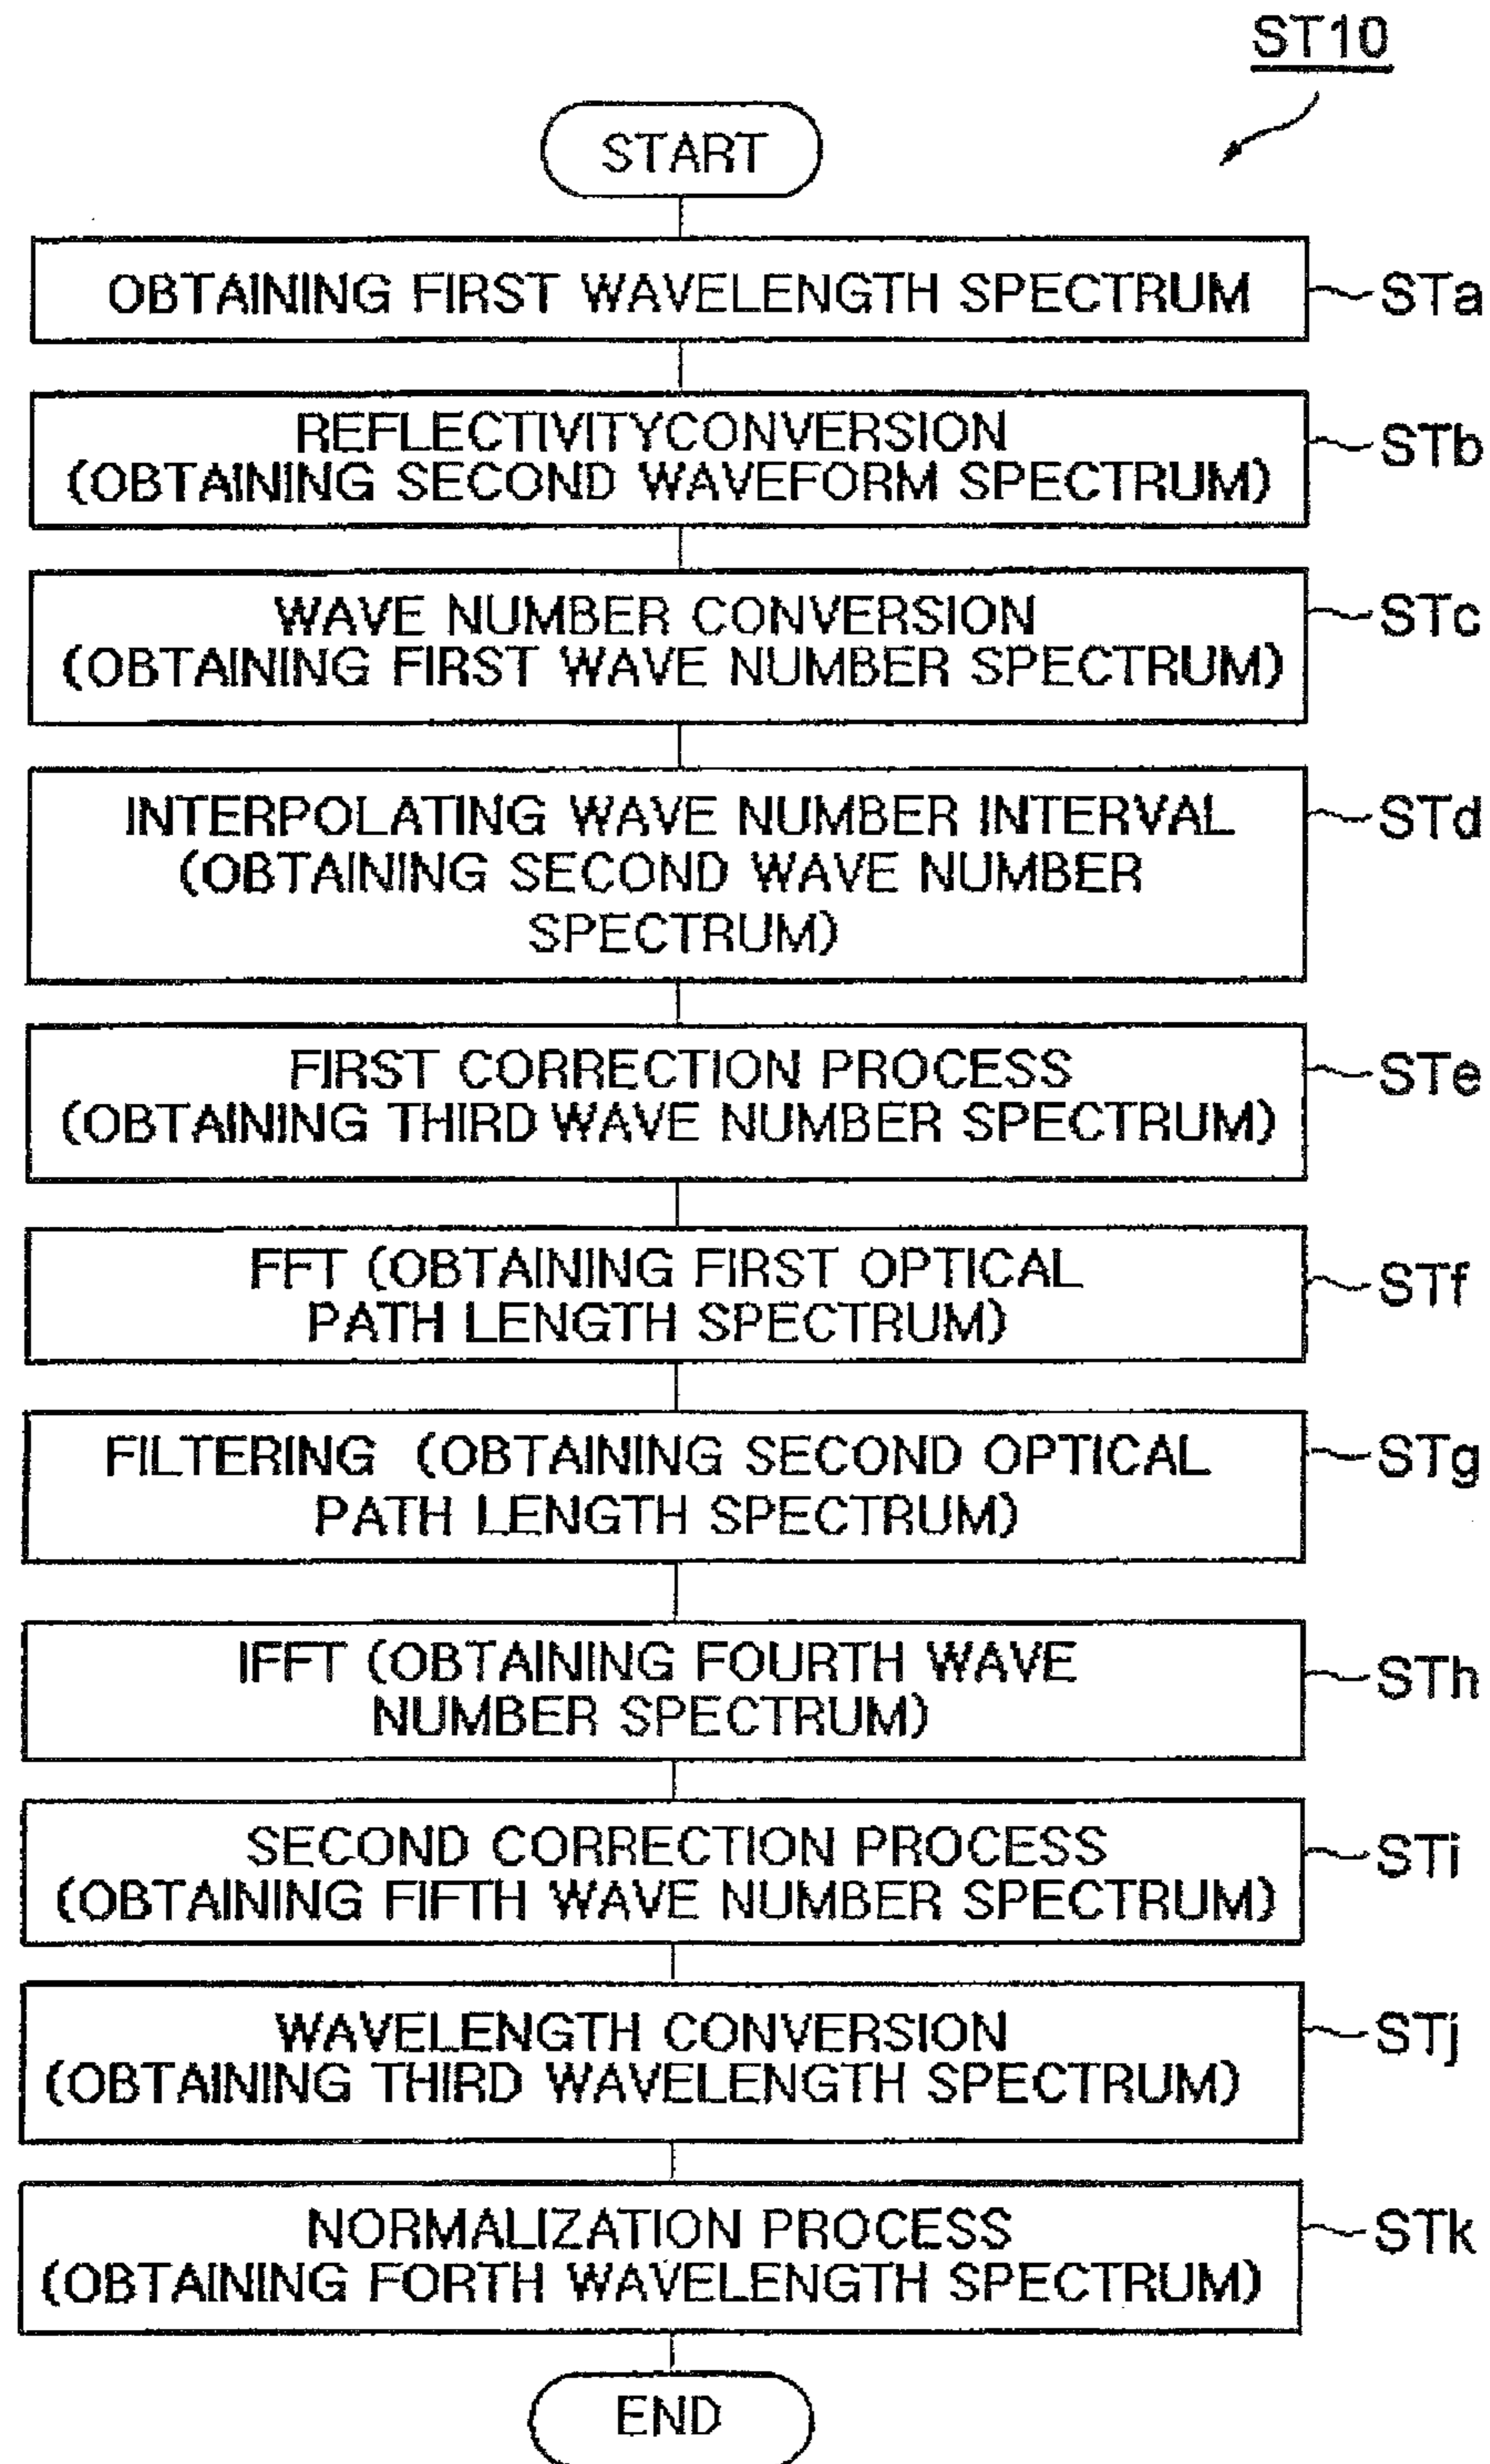 ST10
START
OBTAINING FIRST WAVELENGTH SPECTRUM
STa
REFLECTIVITYCONVERSION
(OBTAINING SECOND WAVEFORM SPECTRUM)
STb
WAVE NUMBER CONVERSION
(OBTAINING FIRST WAVE NUMBER SPECTRUM)
STc
INTERPOLATING WAVE NUMBER INTERVAL
(OBTAINING SECOND WAVE NUMBER
SPECTRUM)
STd
FIRST CORRECTION PROCESS
(OBTAINING THIRD WAVE NUMBER SPECTRUM)
STe
FFT (OBTAINING FIRST OPTICAL
PATH LENGTH SPECTRUM)
STf
FILTERING (OBTAINING SECOND OPTICAL
PATH LENGTH SPECTRUM)
STg
IFFT (OBTAINING FOURTH WAVE
NUMBER SPECTRUM)
STh
SECOND CORRECTION PROCESS
(OBTAINING FIFTH WAVE NUMBER SPECTRUM)
STi
WAVELENGTH CONVERSION
(OBTAINING THIRD WAVELENGTH SPECTRUM)
STj
NORMALIZATION PROCESS
(OBTAINING FORTH WAVELENGTH SPECTRUM)
STk
END